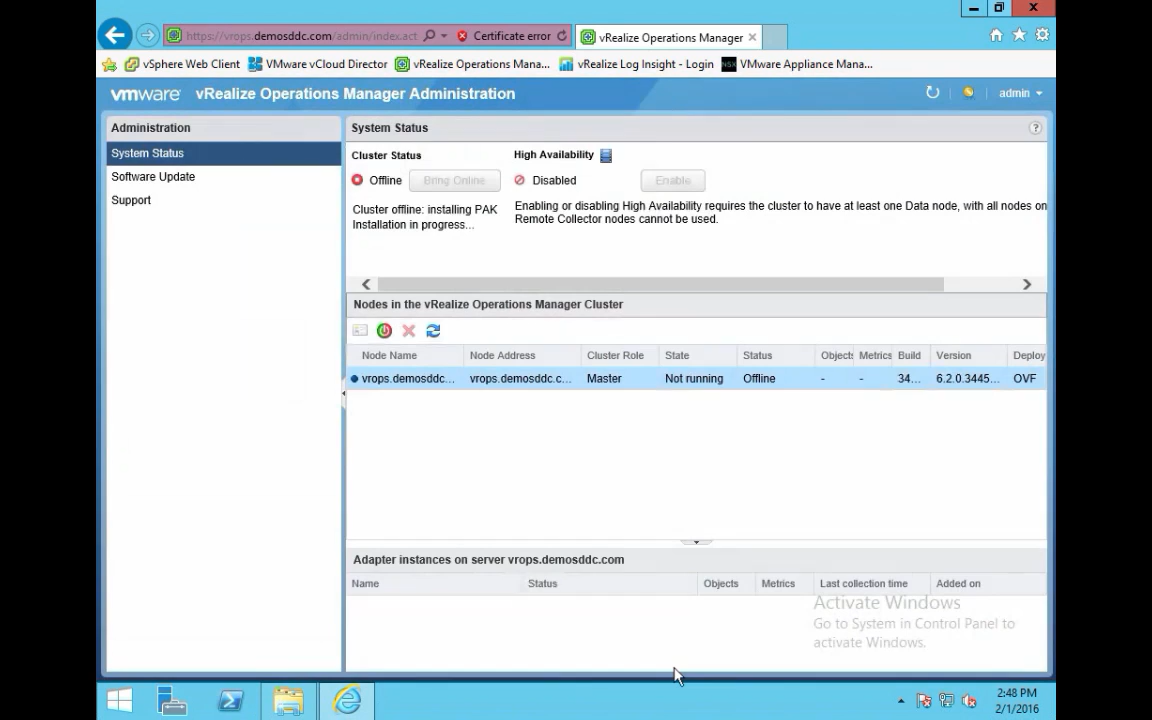 https://vrops.demosddc.com/admin/index.act
Certificate error
vRealize Operations Manager
vSphere Web Client
VMware vCloud Director
vRealize Operations Mana...
vRealize Log Insight - Login
NSX
VMware Appliance Mana...
vmware
vRealize Operations Manager Administration
admin
Administration
System Status
Software Update
Support
System Status
?
Cluster Status
High Availability
Offline
Bring Online
Disabled
Enable
Cluster offline: installing PAK
Installation in progress...
Enabling or disabling High Availability requires the cluster to have at least one Data node, with all nodes on
Remote Collector nodes cannot be used.
Nodes in the vRealize Operations Manager Cluster
Node Name
Node Address
Cluster Role
State
Status
Objects
Metrics
Build
Version
Deploy
vrops.demosddc...
vrops.demosddc.c...
Master
Not running
Offline
-
-
34...
6.2.0.3445...
OVF
Adapter instances on server vrops.demosddc.com
Name
Status
Objects
Metrics
Last collection time
Added on
Activate Windows
Go to System in Control Panel to
activate Windows.
2:48 PM
2/1/2016